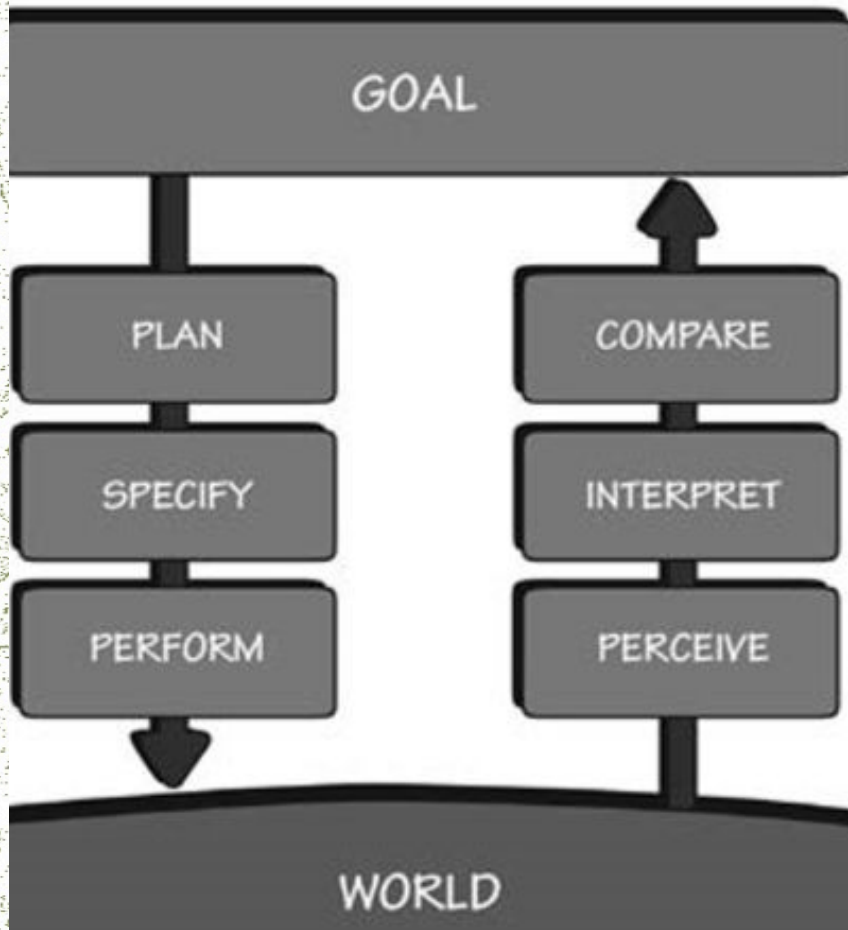 GOAL
PLAN
COMPARE
SPECIFY
INTERPRET
PERFORM
PERCEIVE
WORLD